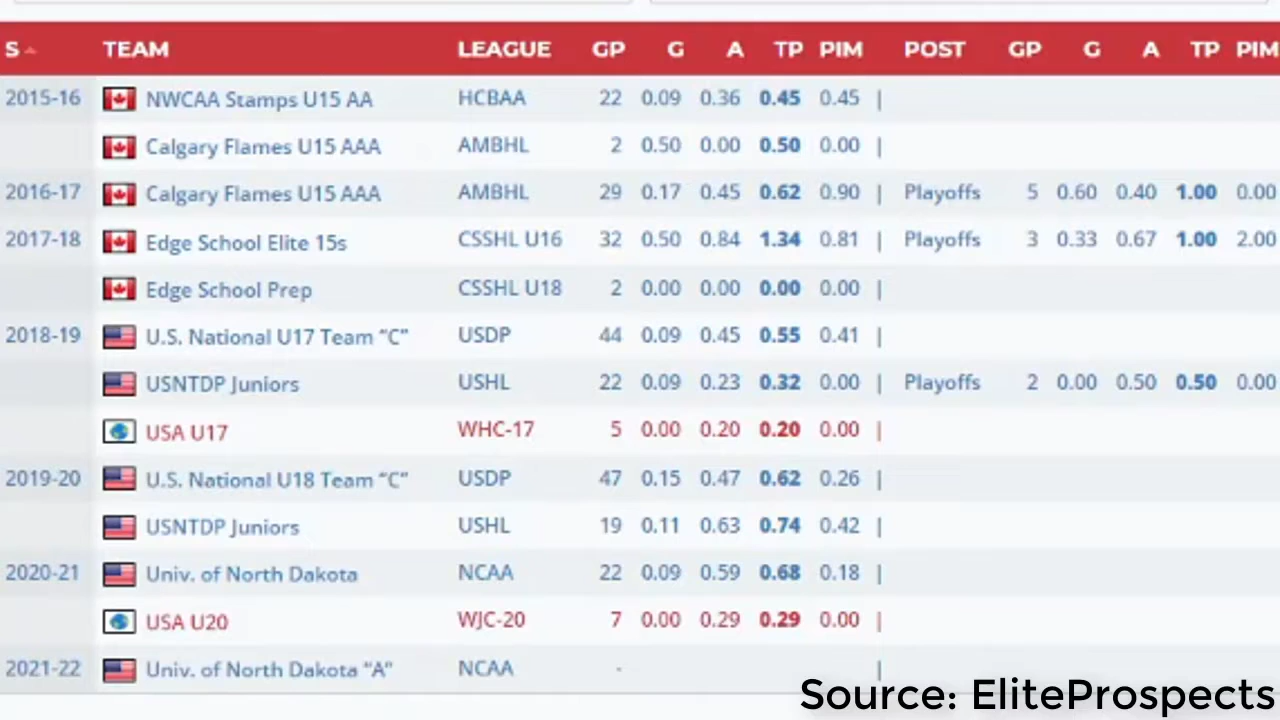 S TEAM LEAGUE GP G A TP PIM POST GP G A TP PIM
2015-16 NWCAA Stamps U15 AA HCBAA 22 0.09 0.36 0.45 0.45 |
Calgary Flames U15 AAA AMBHL 2 0.50 0.00 0.50 0.00 |
2016-17 Calgary Flames U15 AAA AMBHL 29 0.17 0.45 0.62 0.90 | Playoffs 5 0.60 0.40 1.00 0.00
2017-18 Edge School Elite 15s CSSHL U16 32 0.50 0.84 1.34 0.81 | Playoffs 3 0.33 0.67 1.00 2.00
Edge School Prep CSSHL U18 2 0.00 0.00 0.00 0.00 |
2018-19 U.S. National U17 Team “C” USDP 44 0.09 0.45 0.55 0.41 |
USNTDP Juniors USHL 22 0.09 0.23 0.32 0.00 | Playoffs 2 0.00 0.50 0.50 0.00
USA U17 WHC-17 5 0.00 0.20 0.20 0.00 |
2019-20 U.S. National U18 Team “C” USDP 47 0.15 0.47 0.62 0.26 |
USNTDP Juniors USHL 19 0.11 0.63 0.74 0.42 |
2020-21 Univ. of North Dakota NCAA 22 0.09 0.59 0.68 0.18 |
USA U20 WJC-20 7 0.00 0.29 0.29 0.00 |
2021-22 Univ. of North Dakota “A” NCAA - |
Source: EliteProspects